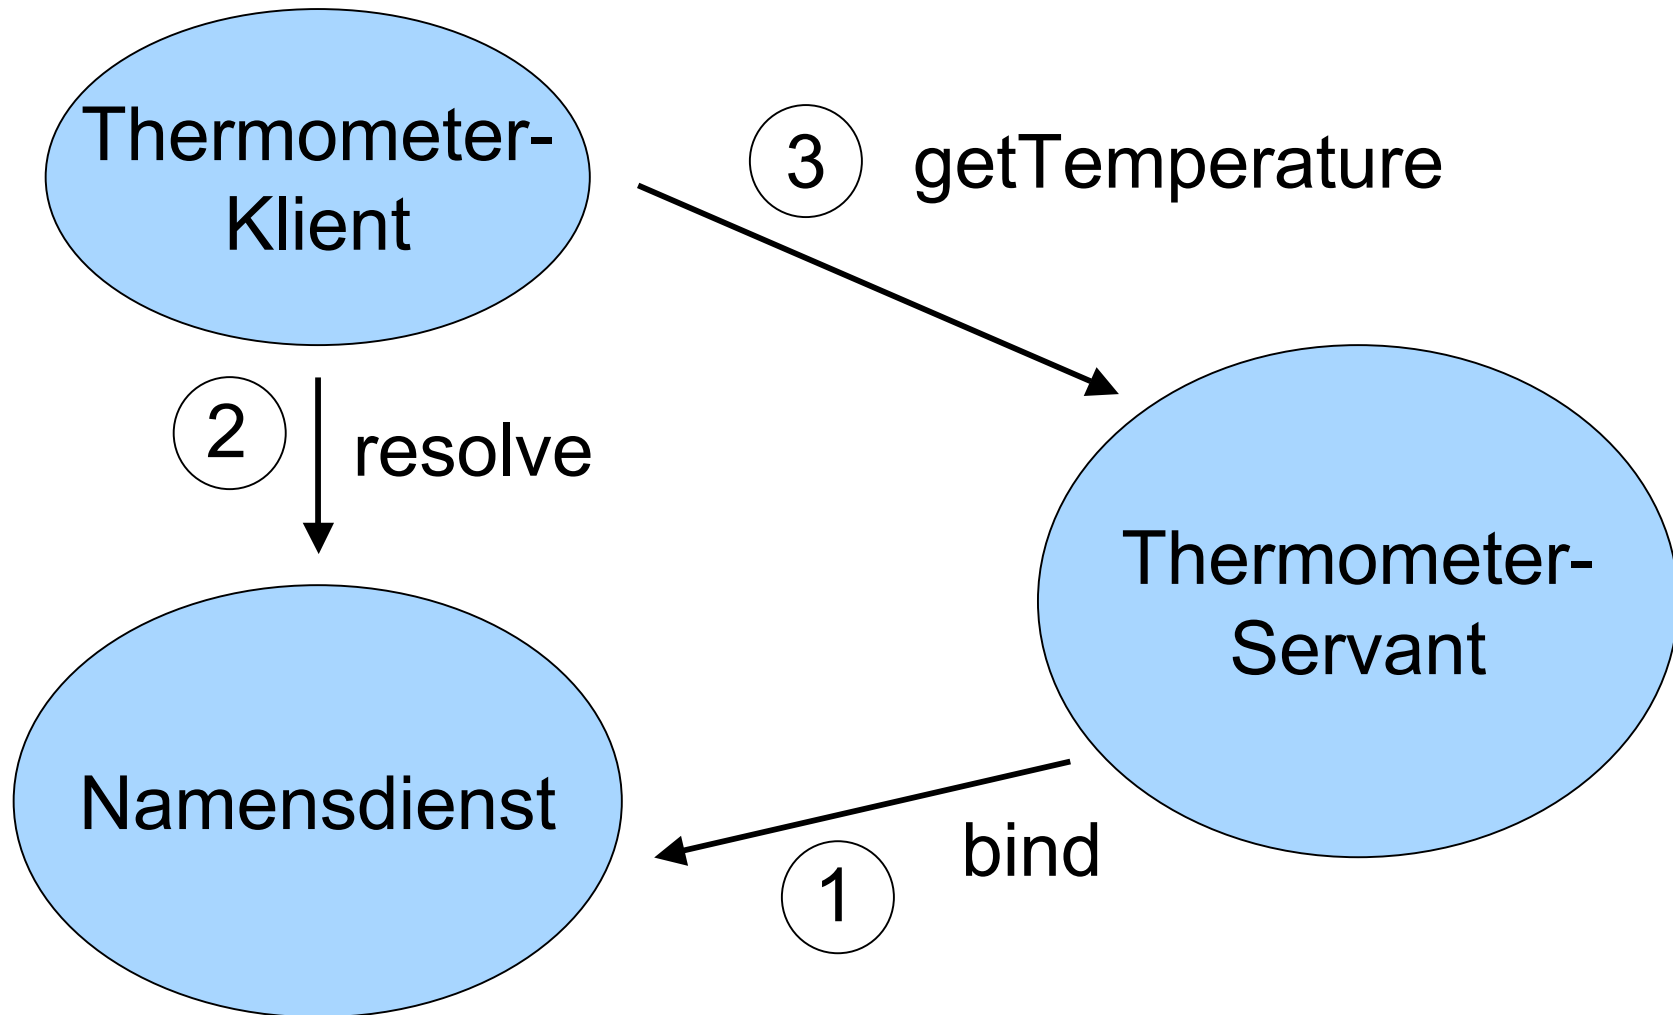 Thermometer-
Klient
3 getTemperature
2 resolve
Thermometer-
Servant
Namensdienst
bind
1